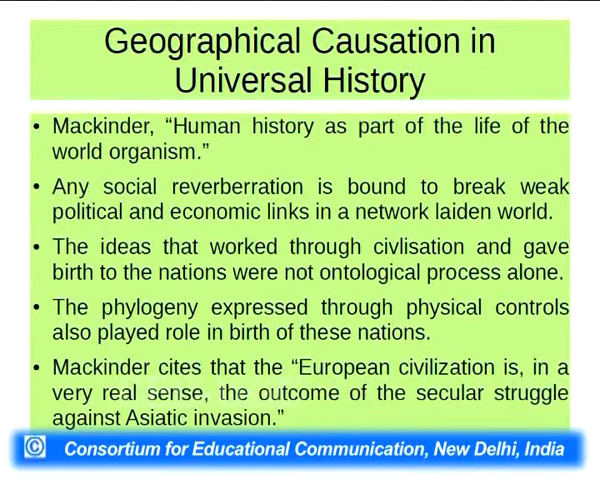 Geographical Causation in
Universal History
• Mackinder, “Human history as part of the life of the
world organism.”
• Any social reverberration is bound to break weak
political and economic links in a network laiden world.
• The ideas that worked through civlisation and gave
birth to the nations were not ontological process alone.
• The phylogeny expressed through physical controls
also played role in birth of these nations.
• Mackinder cites that the “European civilization is, in a
very real sense, the outcome of the secular struggle
against Asiatic invasion.”
© Consortium for Educational Communication, New Delhi, India